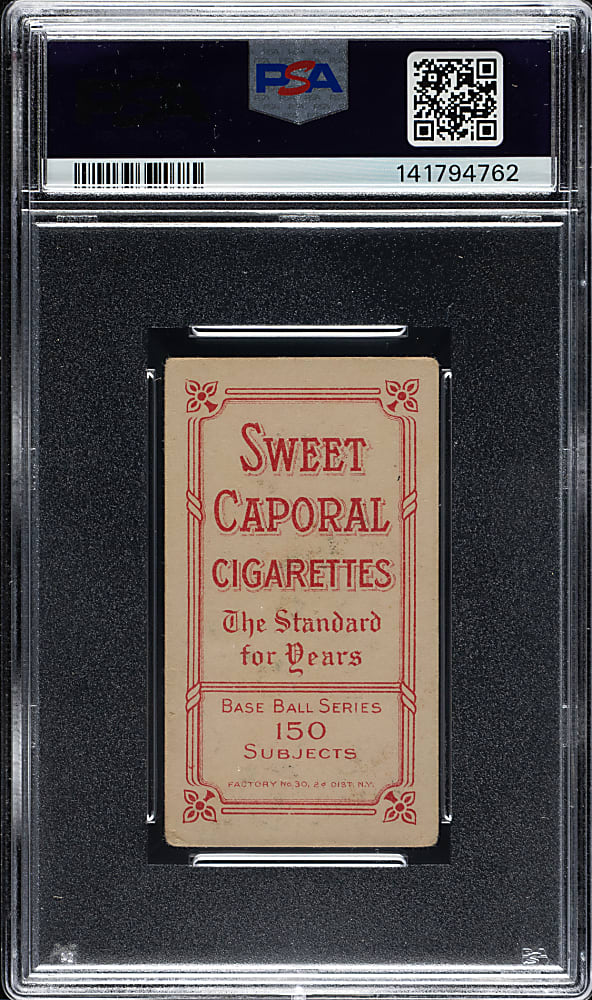 PSA
141794762
SWEET
CAPORAL
CIGARETTES
The Standard
for Years
BASE BALL SERIES
150
SUBJECTS
FACTORY No. 30, 2d DIST. N.Y.